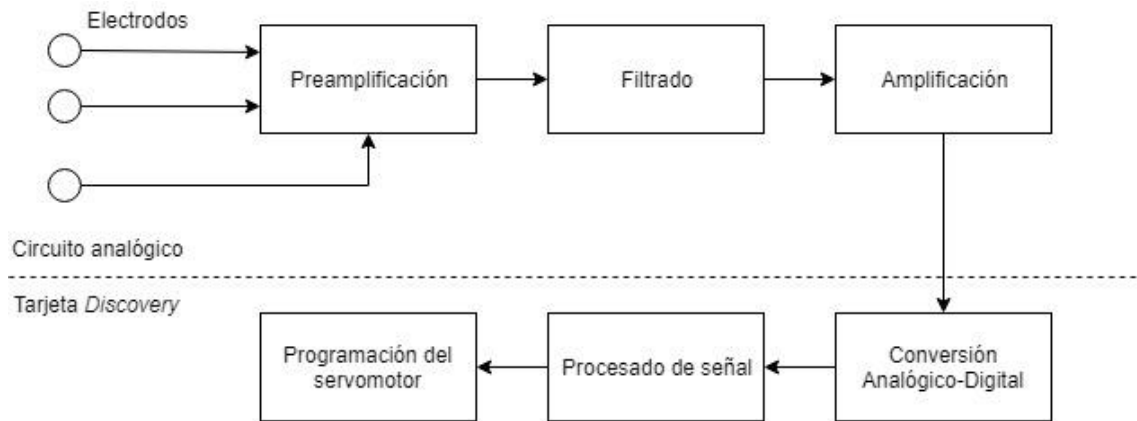 Electrodos
Preamplificación
Filtrado
Amplificación
Circuito analógico
Tarjeta Discovery
Programación del
servomotor
Procesado de señal
Conversión
Analógico-Digital